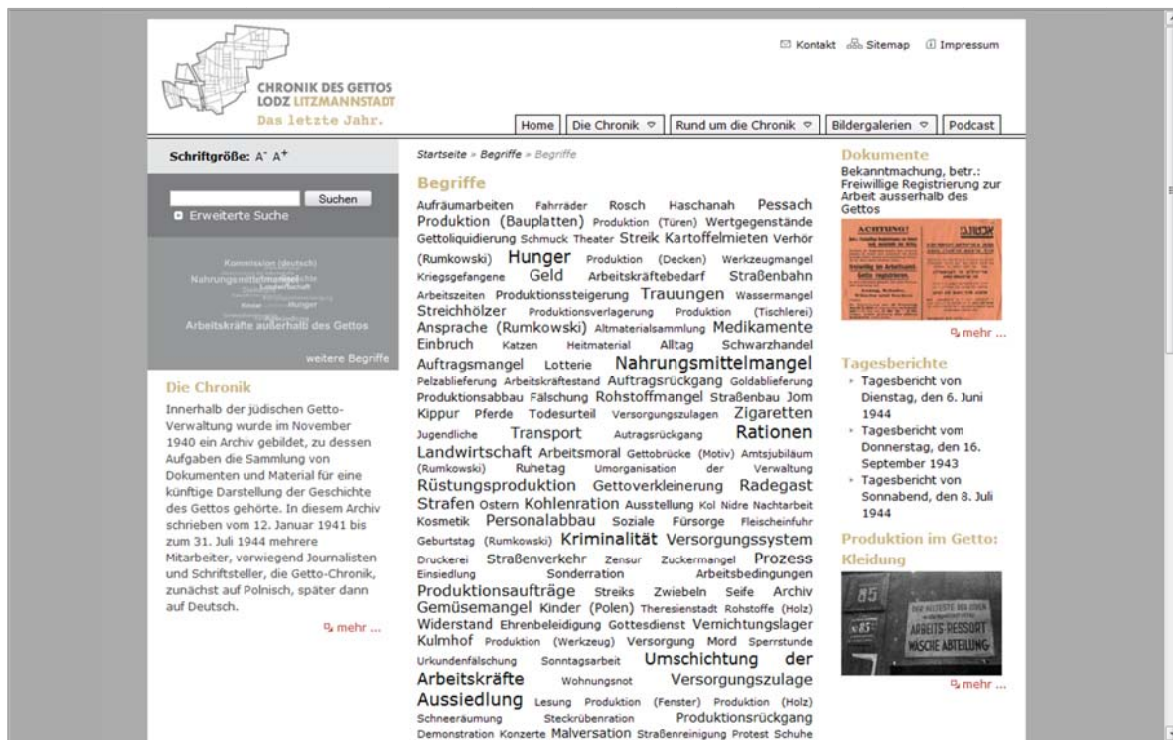 Kontakt Sitemap Impressum
CHRONIK DES GETTOS
LODZ LITZMANNSTADT
Das letzte Jahr.
Home Die Chronik Rund um die Chronik Bildergalerien Podcast
Schriftgröße: A- A+
Suchen
Erweiterte Suche
Kommission (deutsch)
Nahrungsmittelmangel
Hunger
Arbeitskräfte außerhalb des Gettos
weitere Begriffe
Die Chronik
Innerhalb der jüdischen Getto-
Verwaltung wurde im November
1940 ein Archiv gebildet, zu dessen
Aufgaben die Sammlung von
Dokumenten und Material für eine
künftige Darstellung der Geschichte
des Gettos gehörte. In diesem Archiv
schrieben vom 12. Januar 1941 bis
zum 31. Juli 1944 mehrere
Mitarbeiter, vorwiegend Journalisten
und Schriftsteller, die Getto-Chronik,
zunächst auf Polnisch, später dann
auf Deutsch.
mehr ...
Startseite » Begriffe » Begriffe
Begriffe
Aufräumarbeiten Fahrräder Rosch Haschanah Pessach
Produktion (Bauplatten) Produktion (Türen) Wertgegenstände
Gettoliquidierung Schmuck Theater Streik Kartoffelmieten Verhör
(Rumkowski) Hunger Produktion (Decken) Werkzeugmangel
Kriegsgefangene Geld Arbeitskräftebedarf Straßenbahn
Arbeitszeiten Produktionssteigerung Trauungen Wassermangel
Streichhölzer Produktionsverlagerung Produktion (Tischlerei)
Ansprache (Rumkowski) Altmaterialsammlung Medikamente
Einbruch Katzen Heitmaterial Alltag Schwarzhandel
Auftragsmangel Lotterie Nahrungsmittelmangel
Pelzablieferung Arbeitskräftestand Auftragsrückgang Goldablieferung
Produktionsabbau Fälschung Rohstoffmangel Straßenbau Jom
Kippur Pferde Todesurteil Versorgungszulagen Zigaretten
Jugendliche Transport Autragsrückgang Rationen
Landwirtschaft Arbeitsmoral Gettobrücke (Motiv) Amtsjubiläum
(Rumkowski) Ruhetag Umorganisation der Verwaltung
Rüstungsproduktion Gettoverkleinerung Radegast
Strafen Ostern Kohlenration Ausstellung Kol Nidre Nachtarbeit
Kosmetik Personalabbau Soziale Fürsorge Fleischeinfuhr
Geburtstag (Rumkowski) Kriminalität Versorgungssystem
Druckerei Straßenverkehr Zensur Zuckermangel Prozess
Einsiedlung Sonderration Arbeitsbedingungen
Produktionsaufträge Streiks Zwiebeln Seife Archiv
Gemüsemangel Kinder (Polen) Theresienstadt Rohstoffe (Holz)
Widerstand Ehrenbeleidigung Gottesdienst Vernichtungslager
Kulmhof Produktion (Werkzeug) Versorgung Mord Sperrstunde
Urkundenfälschung Sonntagsarbeit Umschichtung der
Arbeitskräfte Wohnungsnot Versorgungszulage
Aussiedlung Lesung Produktion (Fenster) Produktion (Holz)
Schneeräumung Steckrübenration Produktionsrückgang
Demonstration Konzerte Malversation Straßenreinigung Protest Schuhe
Dokumente
Bekanntmachung, betr.:
Freiwillige Registrierung zur
Arbeit ausserhalb des
Gettos
ACHTUNG!
mehr ...
Tagesberichte
Tagesbericht von
Dienstag, den 6. Juni
1944
Tagesbericht vom
Donnerstag, den 16.
September 1943
Tagesbericht von
Sonnabend, den 8. Juli
1944
Produktion im Getto:
Kleidung
85
DER ÄLTESTE DER JUDEN
ARBEITS-RESSORT
WÄSCHE ABTEILUNG
mehr ...